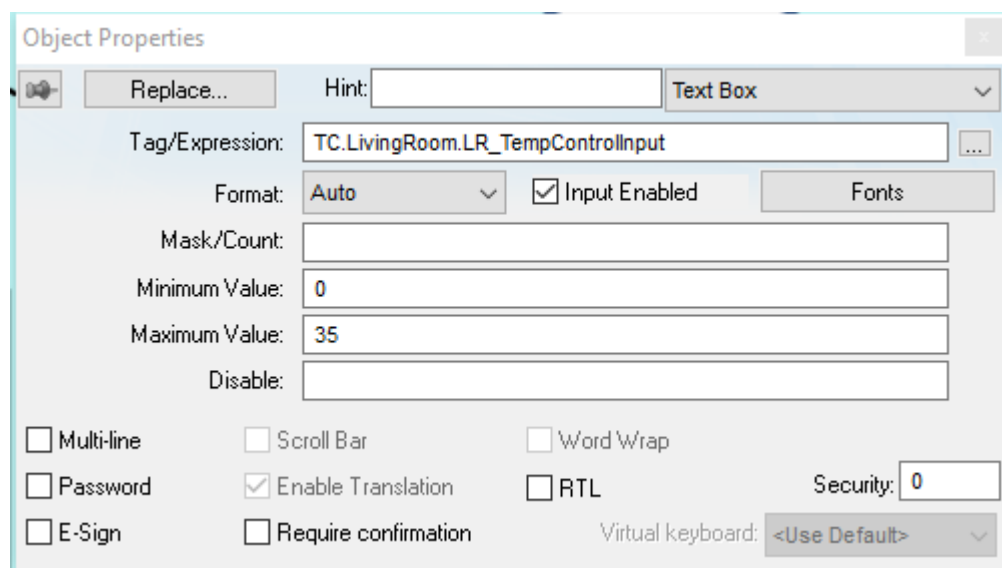 Object Properties
Replace... Hint: Text Box
Tag/Expression: TC.LivingRoom.LR_TempControlInput ...
Format: Auto Input Enabled Fonts
Mask/Count:
Minimum Value: 0
Maximum Value: 35
Disable:
Multi-line Scroll Bar Word Wrap
Password Enable Translation RTL Security: 0
E-Sign Require confirmation Virtual keyboard: <Use Default>